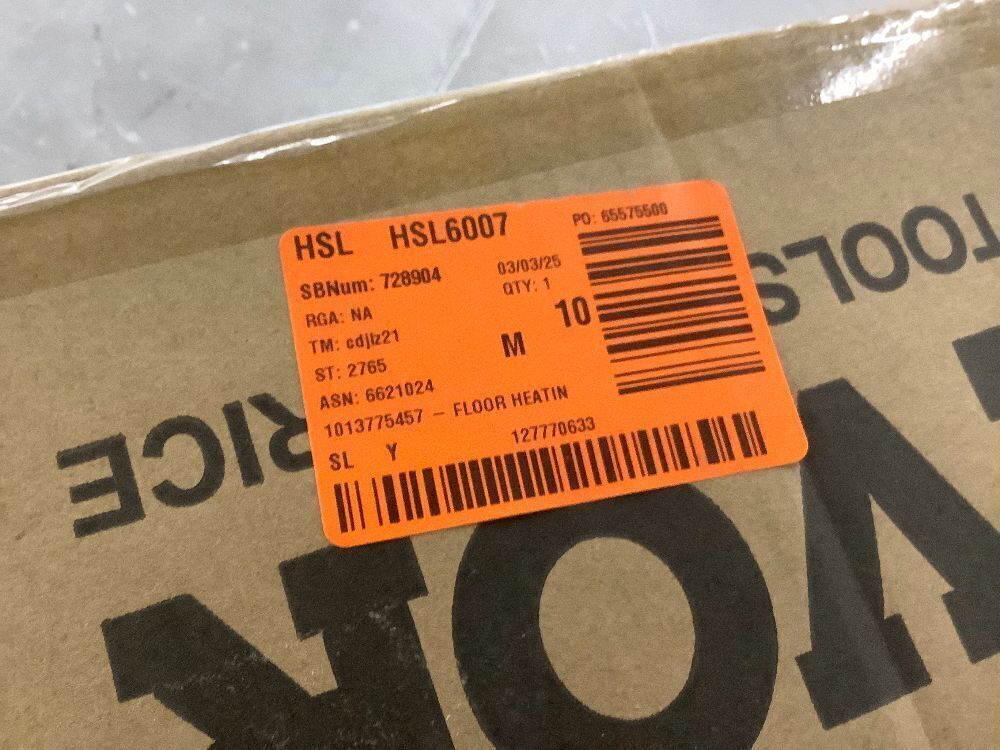 HSL HSL6007
PO: 65575500
SBNum: 728904
03/03/25
RGA: NA
QTY: 1
TM: cdjlz21
M
10
ST: 2765
ASN: 6621024
1013775457 - FLOOR HEATIN
SL Y
127770633
TOOLS
RICE
VOR